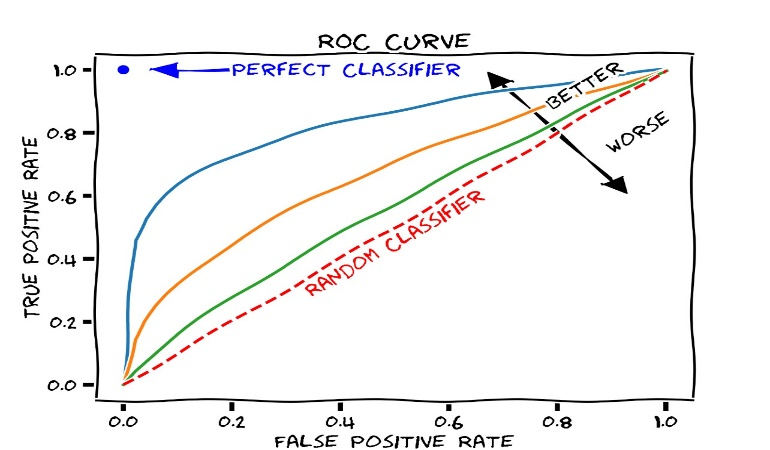 ROC CURVE
PERFECT CLASSIFIER
BETTER
WORSE
RANDOM CLASSIFIER
TRUE POSITIVE RATE
1.0
0.8
0.6
0.4
0.2
0.0
0.0 0.2 0.4 0.6 0.8 1.0
FALSE POSITIVE RATE